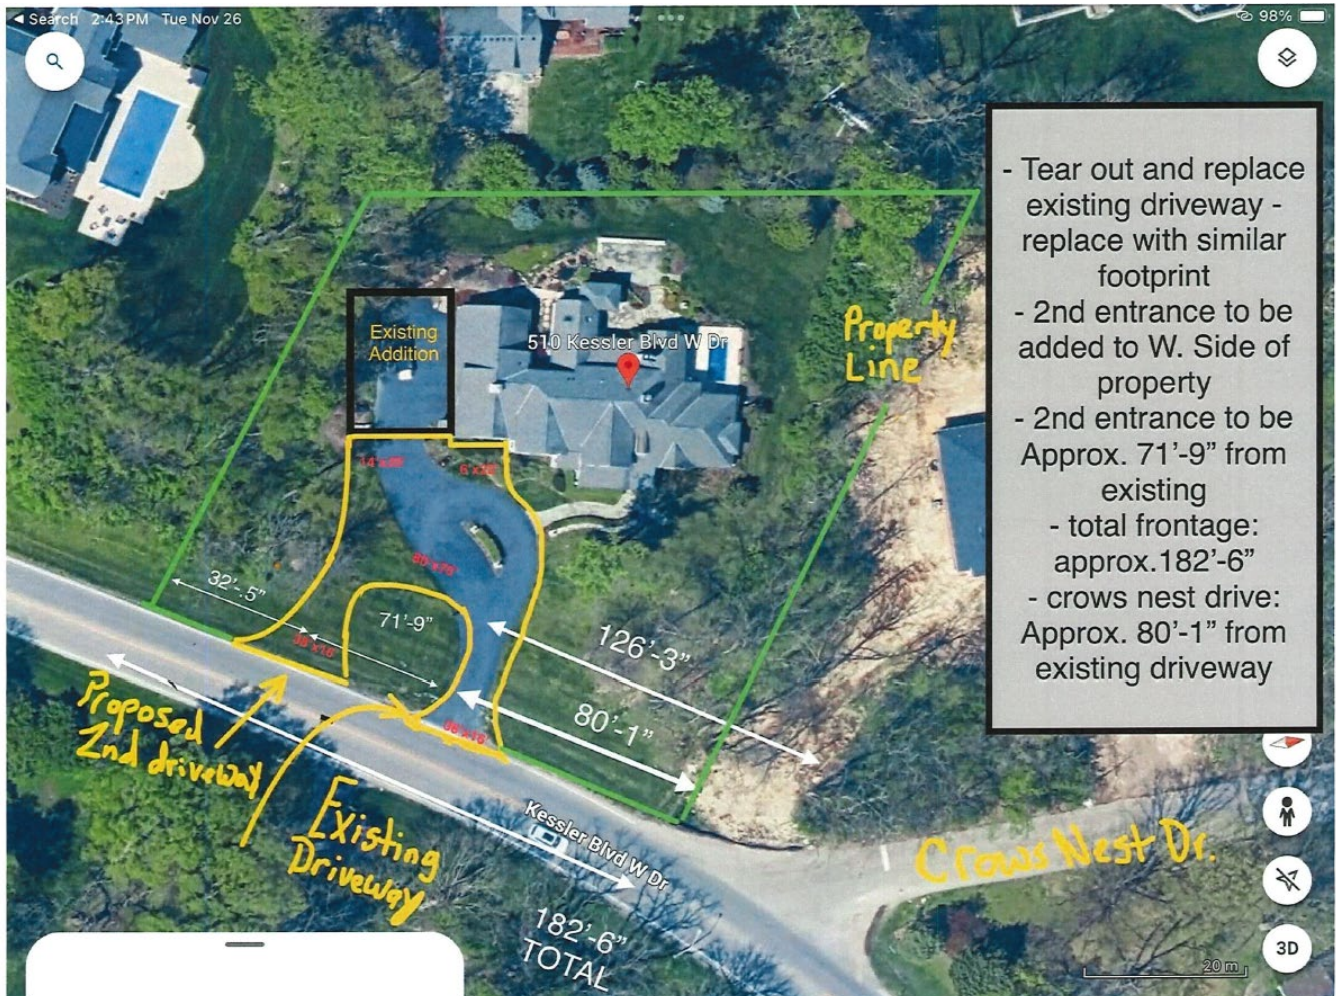 Search 2:43 PM Tue Nov 26
98%
- Tear out and replace
existing driveway -
replace with similar
footprint
- 2nd entrance to be
added to W. Side of
property
- 2nd entrance to be
Approx. 71'-9" from
existing
- total frontage:
approx.182'-6"
- crows nest drive:
Approx. 80'-1" from
existing driveway
Property
Line
Existing
Addition
510 Kessler Blvd W Dr
32'-.5"
71'-9"
126'-3"
80'-1"
Proposed
2nd driveway
Existing
Driveway
Kessler Blvd W Dr
Crows Nest Dr.
182'-6"
TOTAL
3D
20 m